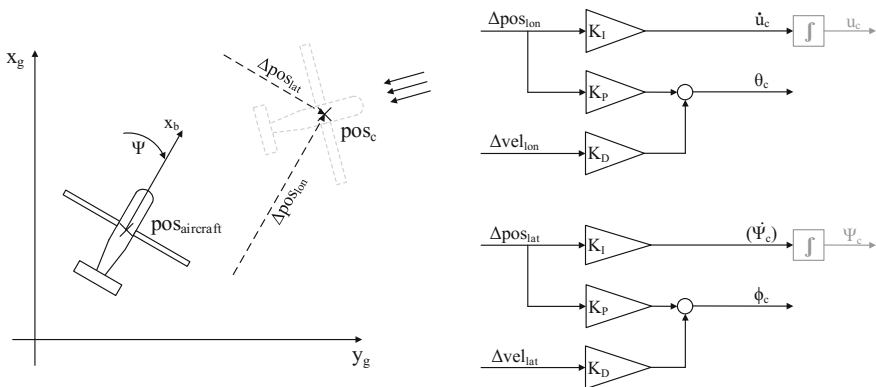 x_g
y_g
x_b
Ψ
pos_aircraft
Δpos_lat
Δpos_lon
pos_c
Δpos_lon
K_I
u̇_c
∫
u_c
K_P
θ_c
Δvel_lon
K_D
Δpos_lat
K_I
(Ψ̇_c)
∫
Ψ_c
K_P
ϕ_c
Δvel_lat
K_D